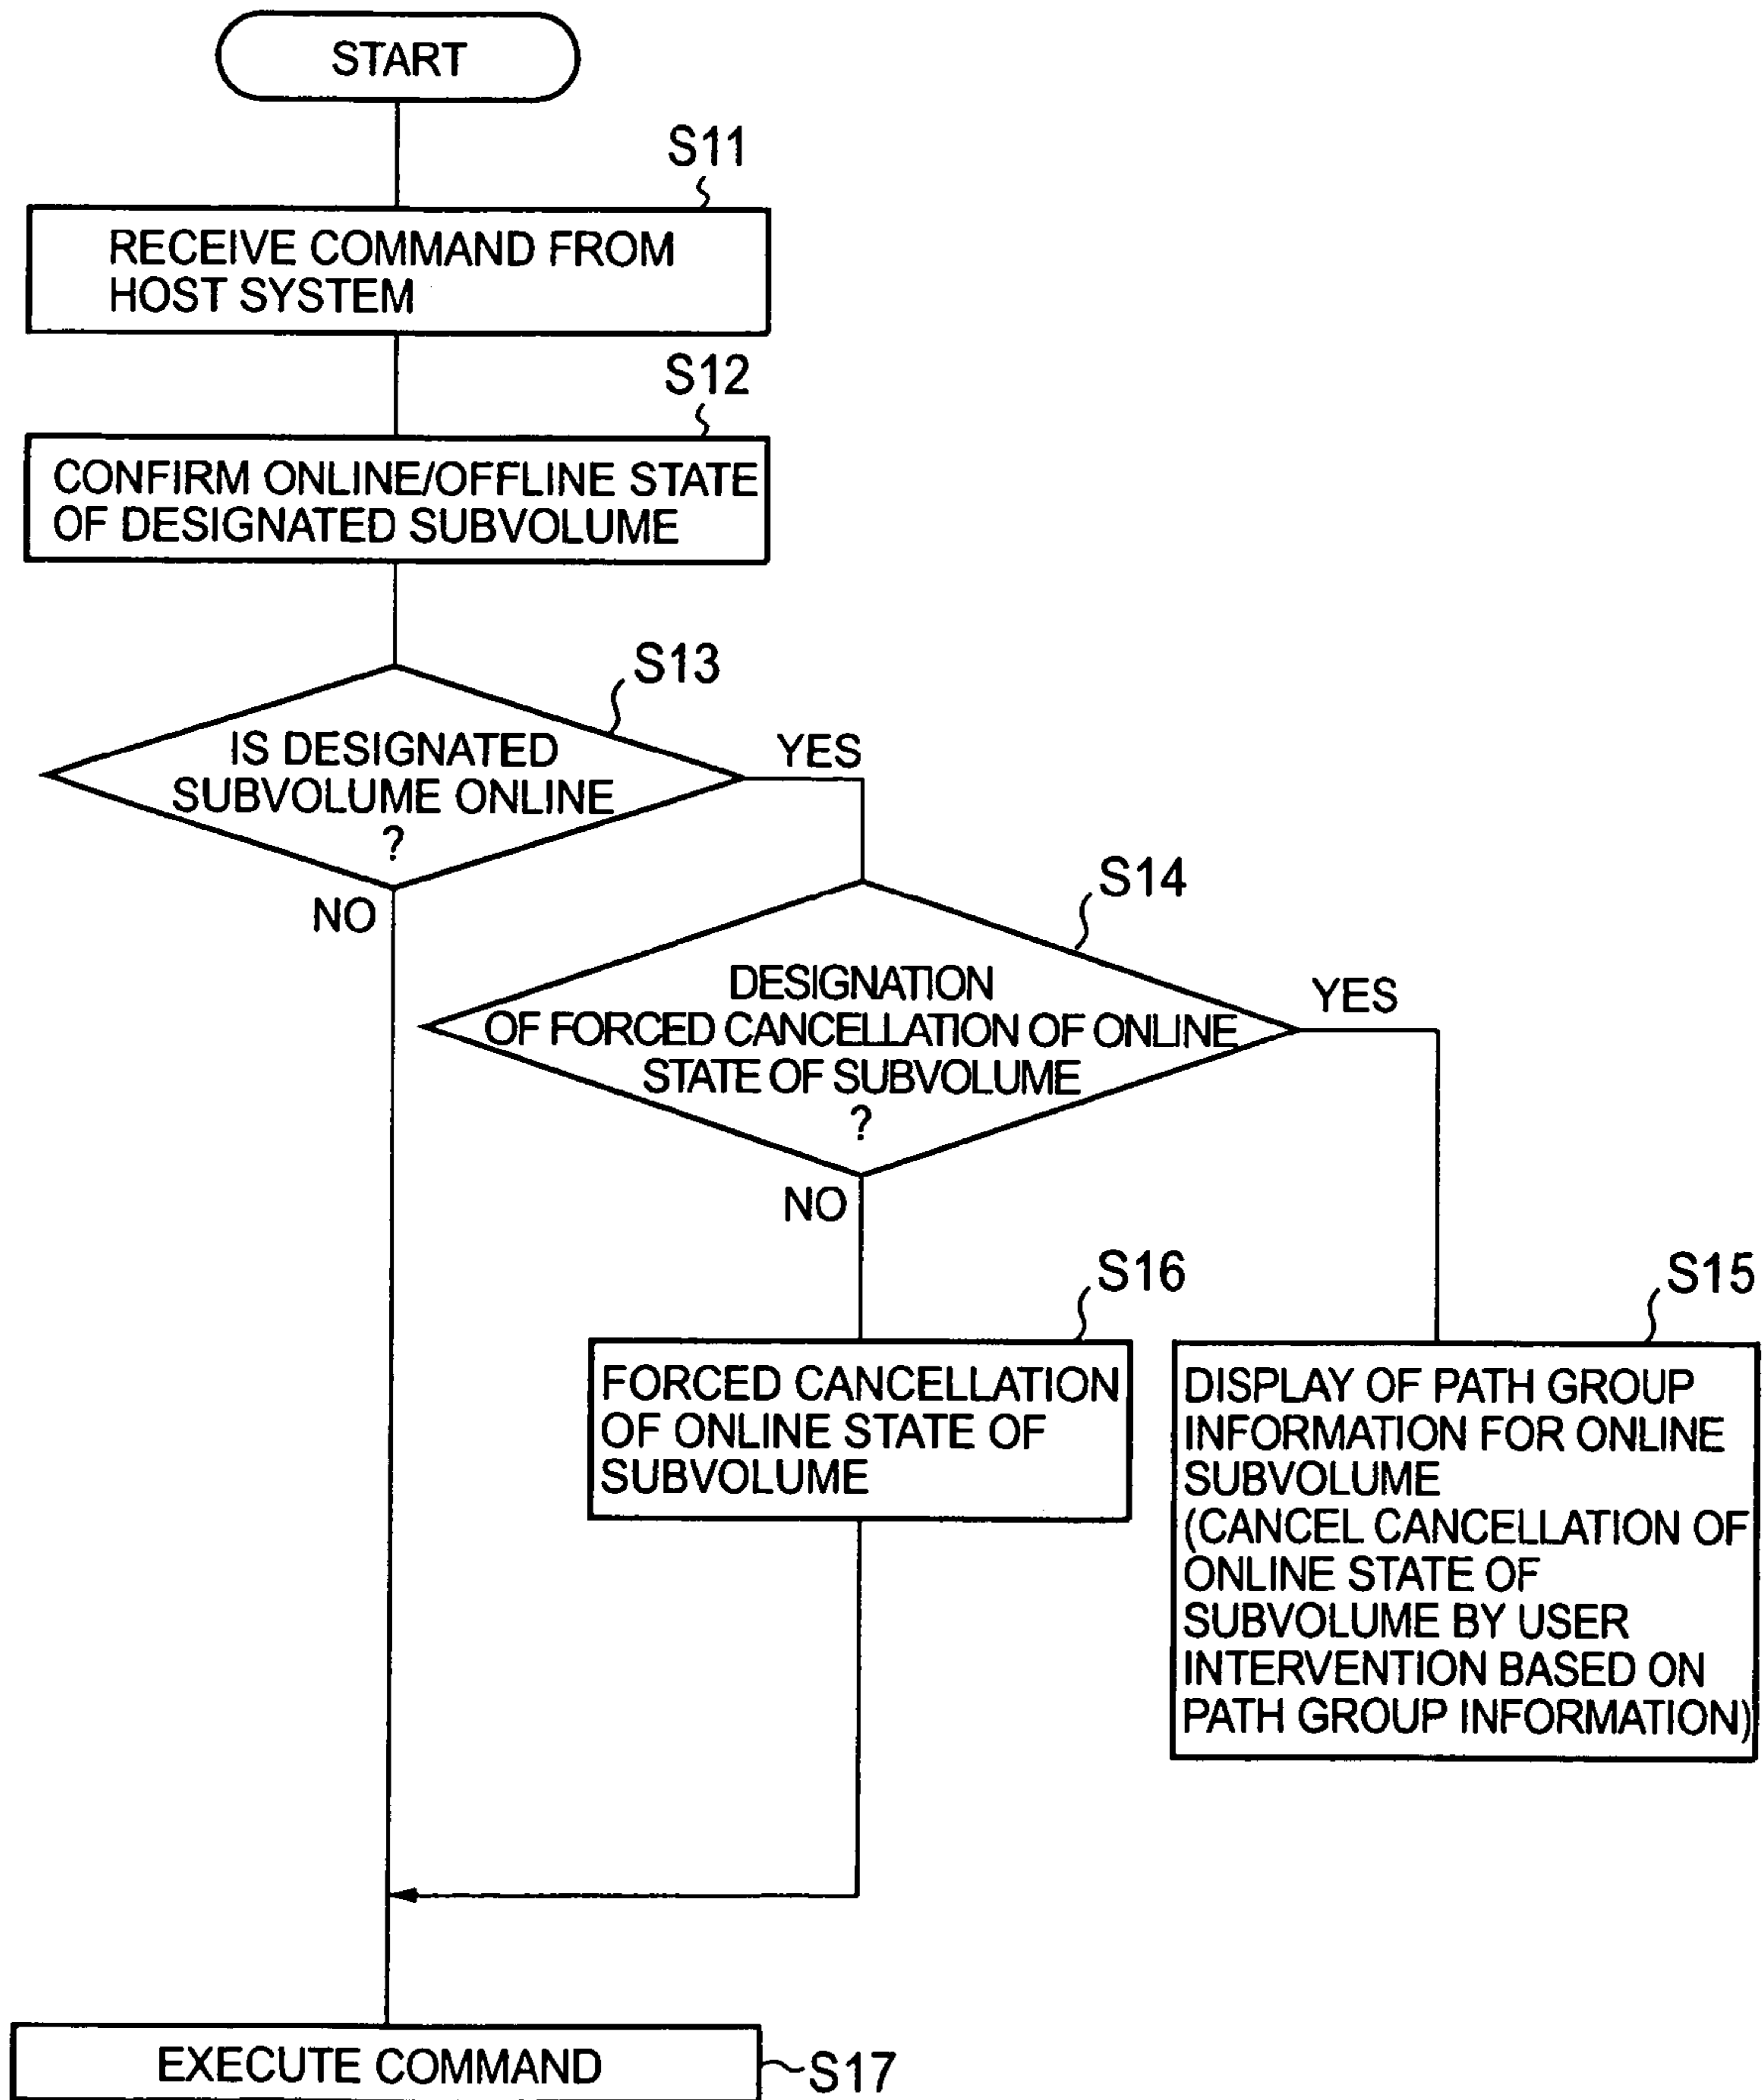 START
S11
RECEIVE COMMAND FROM
HOST SYSTEM
S12
CONFIRM ONLINE/OFFLINE STATE
OF DESIGNATED SUBVOLUME
S13
IS DESIGNATED
SUBVOLUME ONLINE
?
YES
NO
S14
DESIGNATION
OF FORCED CANCELLATION OF ONLINE
STATE OF SUBVOLUME
?
YES
NO
S16
FORCED CANCELLATION
OF ONLINE STATE OF
SUBVOLUME
S15
DISPLAY OF PATH GROUP
INFORMATION FOR ONLINE
SUBVOLUME
(CANCEL CANCELLATION OF
ONLINE STATE OF
SUBVOLUME BY USER
INTERVENTION BASED ON
PATH GROUP INFORMATION)
EXECUTE COMMAND
S17